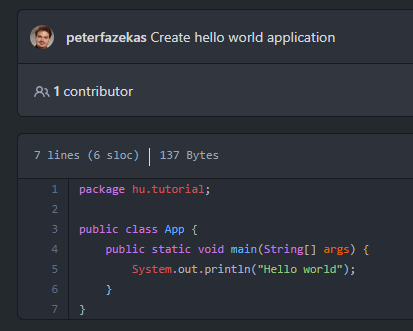 peterfazekas Create hello world application
1 contributor
7 lines (6 sloc) 137 Bytes
1 package hu.tutorial;
2
3 public class App {
4 public static void main(String[] args) {
5 System.out.println("Hello world");
6 }
7 }